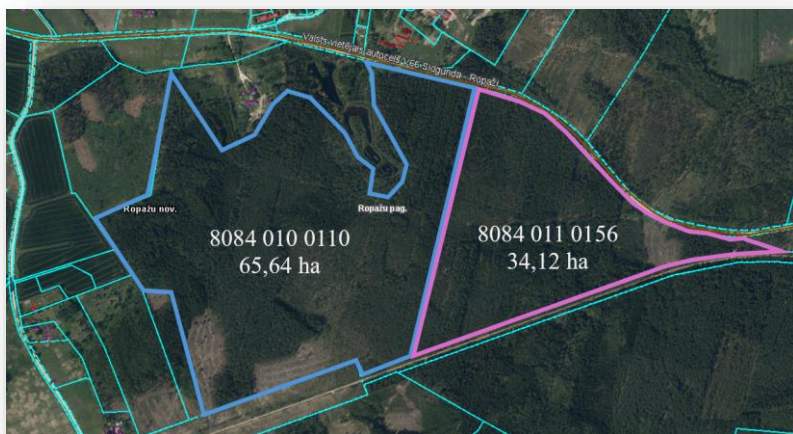 Valsts vietējais autoceļš V66 Siogunda - Ropaži
Ropažu nov.
Ropažu pag.
8084 010 0110
65,64 ha
8084 011 0156
34,12 ha